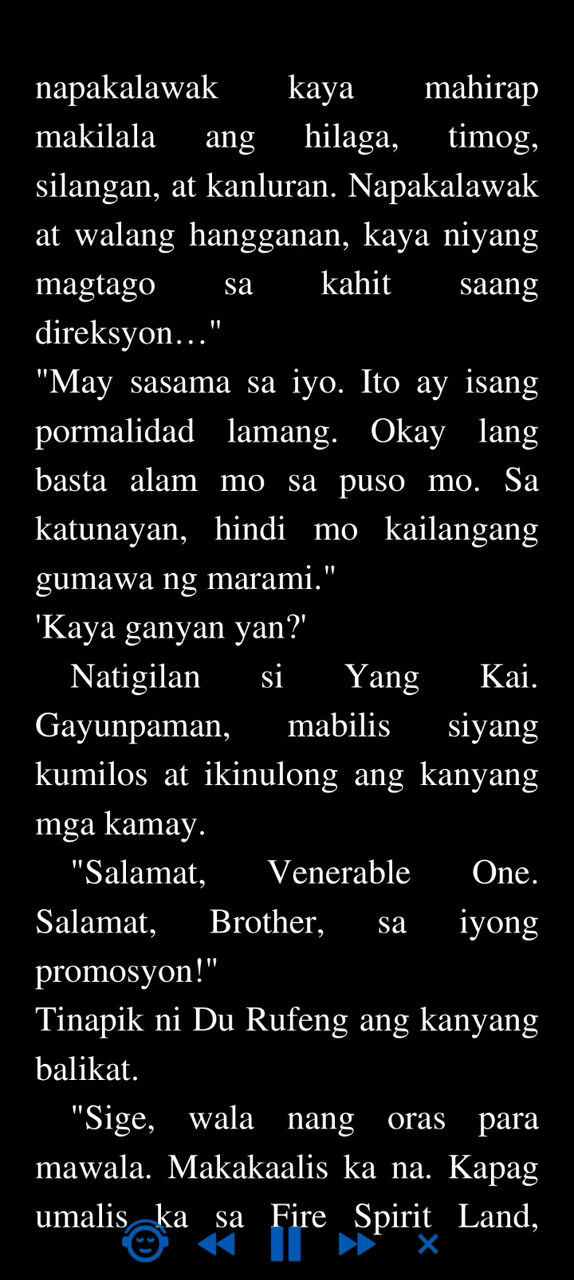 napakalawak kaya mahirap
makilala ang hilaga, timog,
silangan, at kanluran. Napakalawak
at walang hangganan, kaya niyang
magtago sa kahit saang
direksyon…"
"May sasama sa iyo. Ito ay isang
pormalidad lamang. Okay lang
basta alam mo sa puso mo. Sa
katunayan, hindi mo kailangang
gumawa ng marami."
'Kaya ganyan yan?'
Natigilan si Yang Kai.
Gayunpaman, mabilis siyang
kumilos at ikinulong ang kanyang
mga kamay.
"Salamat, Venerable One.
Salamat, Brother, sa iyong
promosyon!"
Tinapik ni Du Rufeng ang kanyang
balikat.
"Sige, wala nang oras para
mawala. Makakaalis ka na. Kapag
umalis ka sa Fire Spirit Land,